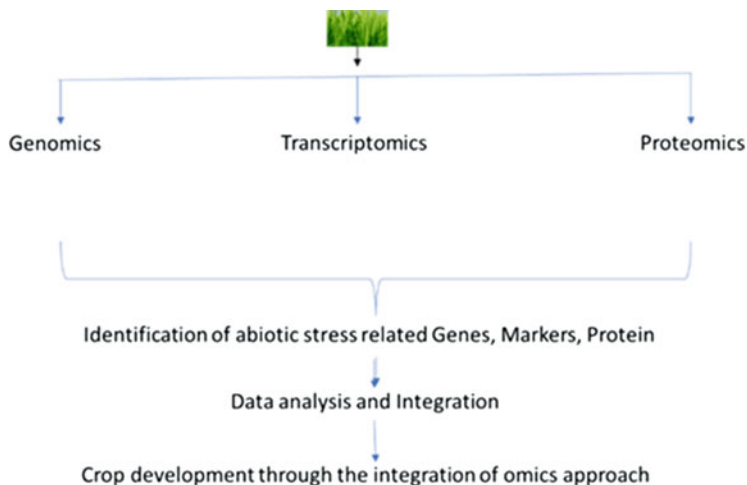 Genomics Transcriptomics Proteomics
Identification of abiotic stress related Genes, Markers, Protein
Data analysis and Integration
Crop development through the integration of omics approach